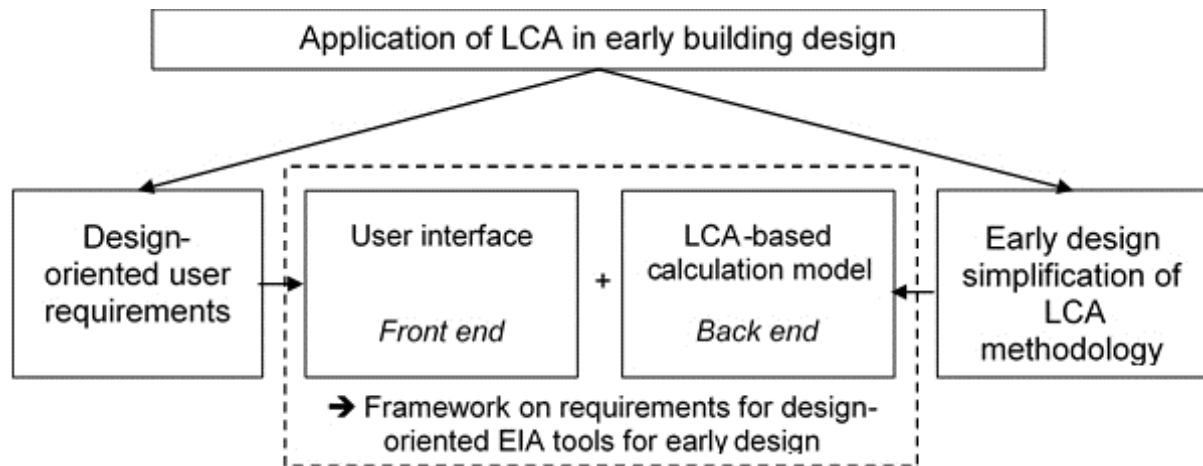 Application of LCA in early building design
Design-
oriented user
requirements
User interface
Front end
+
LCA-based
calculation model
Back end
Early design
simplification of
LCA
methodology
➔ Framework on requirements for design-
oriented EIA tools for early design